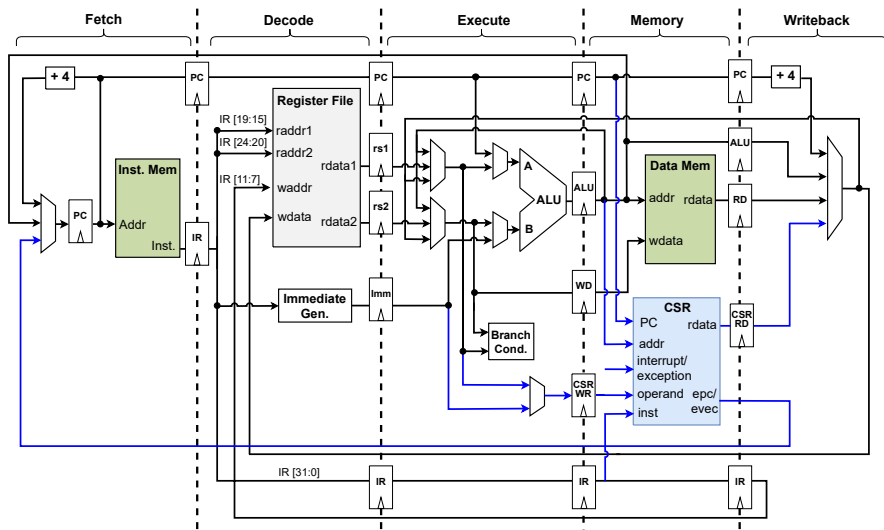 Fetch
Decode
Execute
Memory
Writeback
+ 4
PC
PC
PC
PC
+ 4
Register File
IR [19:15]
raddr1
IR [24:20]
raddr2
rdata1
IR [11:7]
waddr
wdata
rdata2
rs1
rs2
A
ALU
B
ALU
ALU
Inst. Mem
Addr
Inst.
PC
IR
Data Mem
addr
rdata
wdata
RD
Immediate
Gen.
Imm
WD
Branch
Cond.
CSR
PC
rdata
addr
interrupt/
exception
operand
epc/
evec
inst
CSR
RD
CSR
WR
IR [31:0]
IR
IR
IR